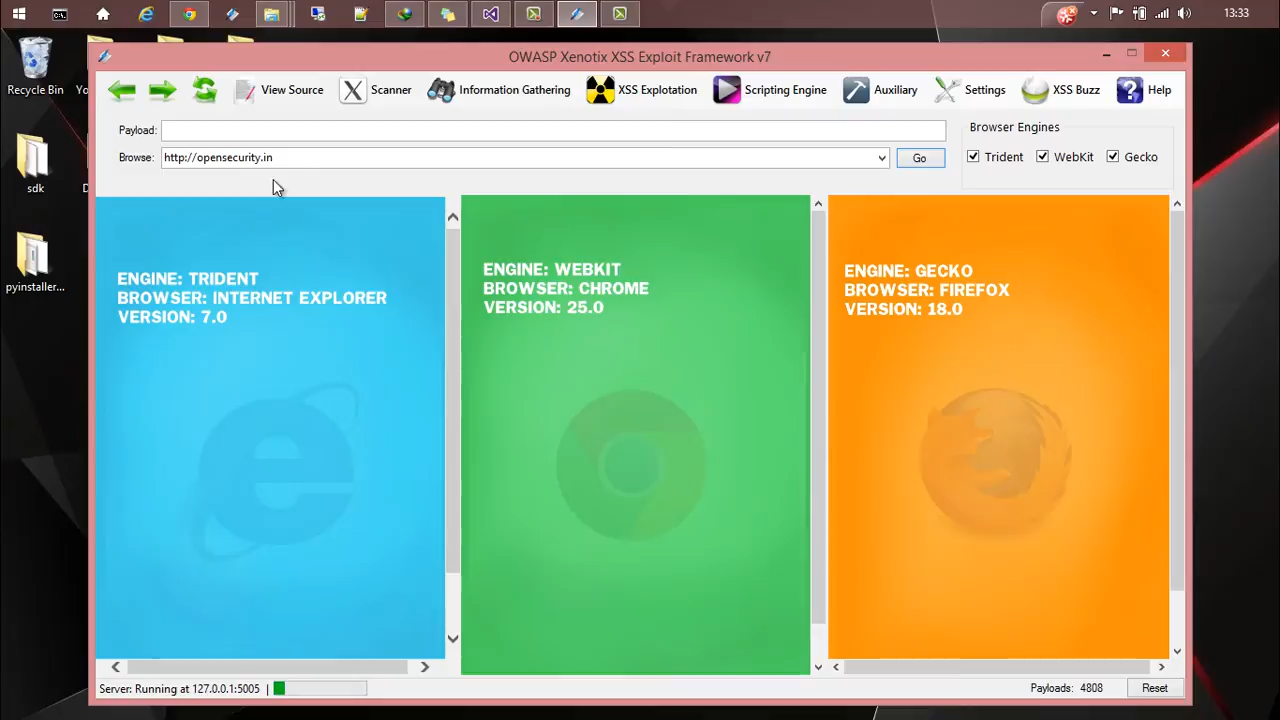 13:33
OWASP Xenotix XSS Exploit Framework v7
View Source
Scanner
Information Gathering
XSS Explotation
Scripting Engine
Auxiliary
Settings
XSS Buzz
Help
Payload:
Browser Engines
Browse: http://opensecurity.in
Go
Trident
WebKit
Gecko
Recycle Bin
sdk
pyinstaller...
ENGINE: TRIDENT
BROWSER: INTERNET EXPLORER
VERSION: 7.0
ENGINE: WEBKIT
BROWSER: CHROME
VERSION: 25.0
ENGINE: GECKO
BROWSER: FIREFOX
VERSION: 18.0
Server: Running at 127.0.0.1:5005 |
Payloads: 4808
Reset